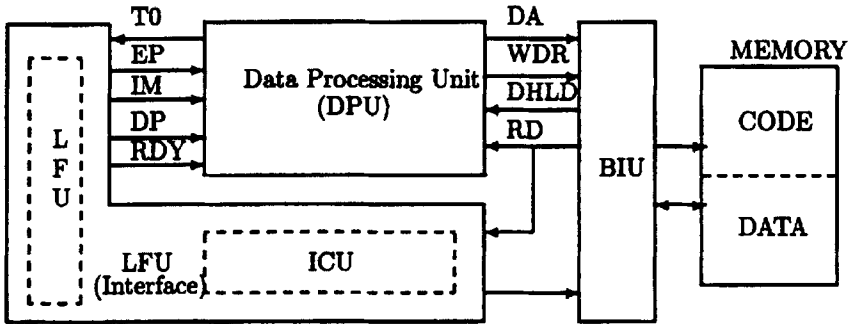 T0
EP
IM
DP
RDY
Data Processing Unit
(DPU)
DA
WDR
DHLD
RD
BIU
MEMORY
CODE
DATA
L
F
U
LFU
(Interface)
ICU